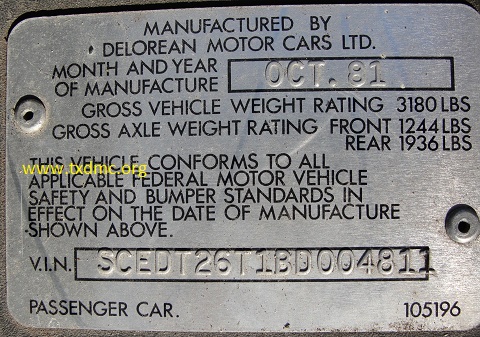 MANUFACTURED BY
DELOREAN MOTOR CARS LTD.
MONTH AND YEAR
OF MANUFACTURE OCT. 81
GROSS VEHICLE WEIGHT RATING 3180 LBS
GROSS AXLE WEIGHT RATING FRONT 1244 LBS
REAR 1936 LBS
THIS VEHICLE CONFORMS TO ALL
www.txdmc.org
APPLICABLE FEDERAL MOTOR VEHICLE
SAFETY AND BUMPER STANDARDS IN
EFFECT ON THE DATE OF MANUFACTURE
SHOWN ABOVE.
V.I.N. SCEDT26T1BD004811
PASSENGER CAR. 105196